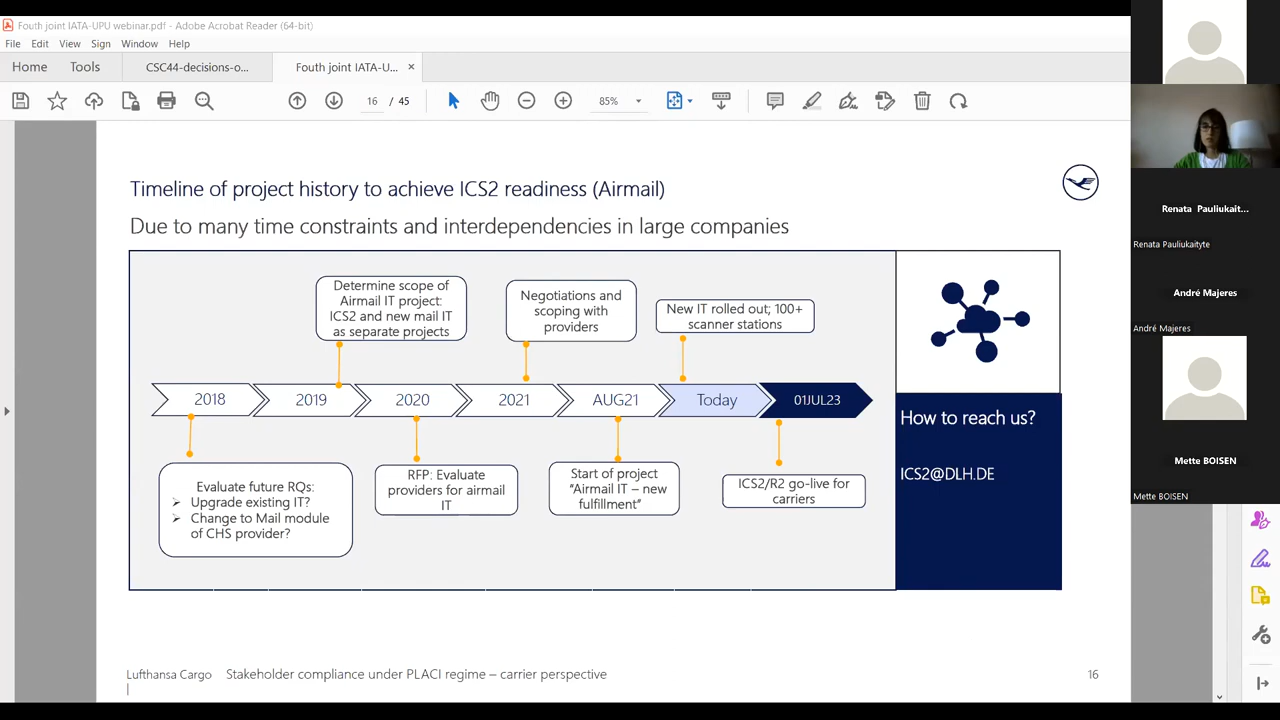 Fouth joint IATA-UPU webinar.pdf - Adobe Acrobat Reader (64-bit)
File Edit View Sign Window Help
Home Tools CSC44-decisions-o... Fouth joint IATA-U... ×
16 / 45 85%
Timeline of project history to achieve ICS2 readiness (Airmail)
Due to many time constraints and interdependencies in large companies
Determine scope of
Airmail IT project:
ICS2 and new mail IT
as separate projects
Negotiations and
scoping with
providers
New IT rolled out; 100+
scanner stations
2018 2019 2020 2021 AUG21 Today 01JUL23
Evaluate future RQs:
Upgrade existing IT?
Change to Mail module
of CHS provider?
RFP: Evaluate
providers for airmail
IT
Start of project
"Airmail IT – new
fulfillment"
ICS2/R2 go-live for
carriers
How to reach us?
ICS2@DLH.DE
Lufthansa Cargo Stakeholder compliance under PLACI regime – carrier perspective
|
16
Renata Pauliukait...
Renata Pauliukaityte
André Majeres
André Majeres
Mette BOISEN
Mette BOISEN